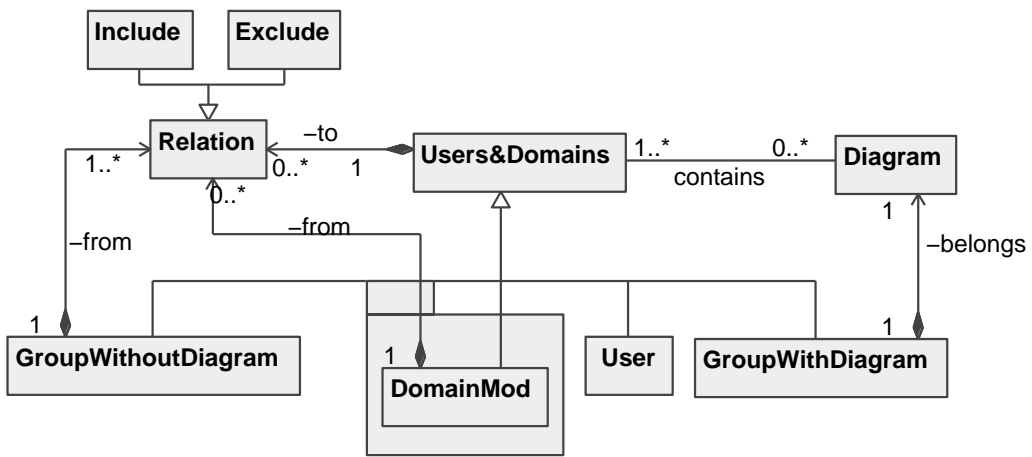 Include
Exclude
Relation
–to
1..*
0..*
1
Users&Domains
1..*
0..*
contains
Diagram
0..*
1
–from
–from
–belongs
1
1
1
GroupWithoutDiagram
DomainMod
User
GroupWithDiagram